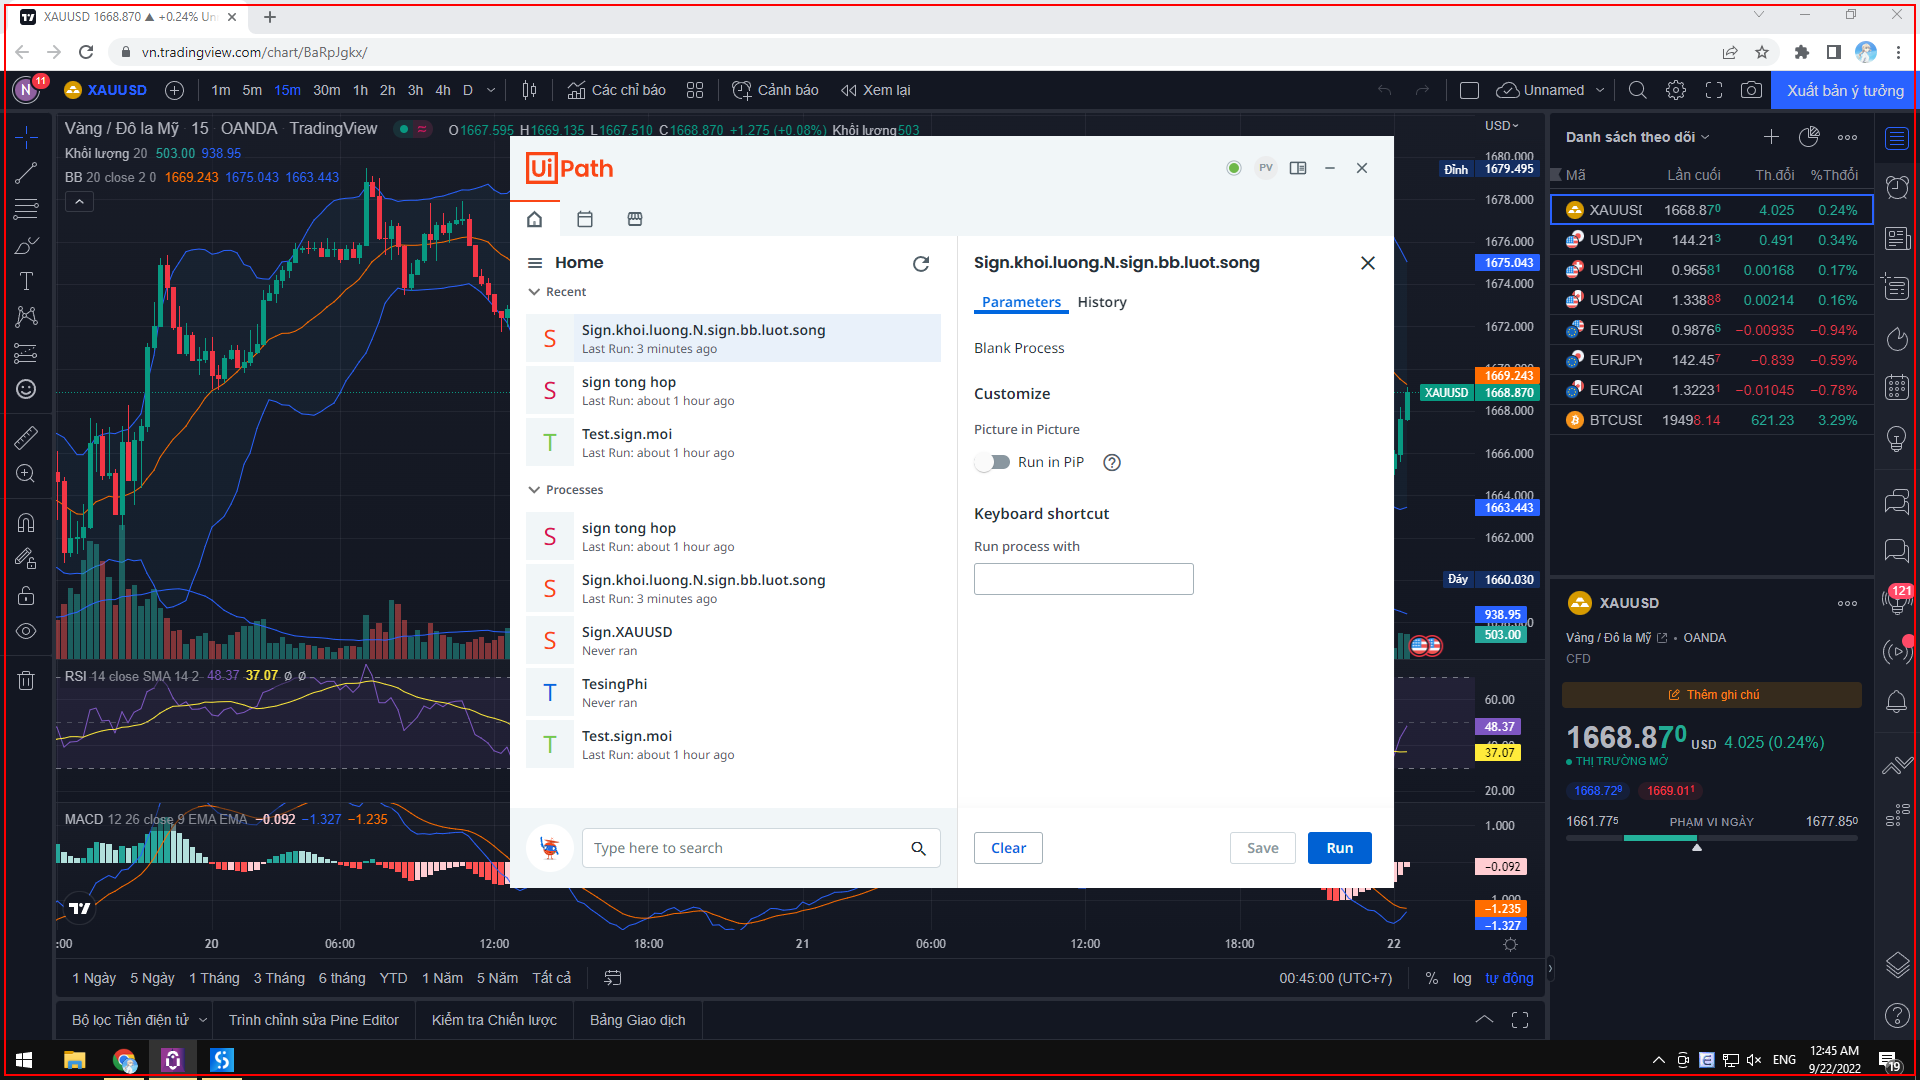 XAUUSD 1668.870 ▲ +0.24% Un
vn.tradingview.com/chart/BaRpJgkx/
N 11 XAUUSD 1m 5m 15m 30m 1h 2h 3h 4h D Các chỉ báo Cảnh báo Xem lại Unnamed Xuất bản ý tưởng
Vàng / Đô la Mỹ · 15 · OANDA · TradingView
O1667.595 H1669.135 L1667.510 C1668.870 +1.275 (+0.08%) Khối lượng503
Khối lượng 20 503.00 938.95
BB 20 close 2 0 1669.243 1675.043 1663.443
USD
1680.000
Đỉnh 1679.495
1678.000
1676.000
1675.043
1674.000
1672.000
1669.243
XAUUSD 1668.870
1668.000
1666.000
1664.000
1663.443
1662.000
Đáy 1660.030
938.95
503.00
RSI 14 close SMA 14 2 48.37 37.07 ø ø
60.00
48.37
37.07
20.00
MACD 12 26 close 9 EMA EMA −0.092 −1.327 −1.235
1.000
−0.092
−1.235
−1.327
:00 20 06:00 12:00 18:00 21 06:00 12:00 18:00 22
1 Ngày 5 Ngày 1 Tháng 3 Tháng 6 tháng YTD 1 Năm 5 Năm Tất cả
00:45:00 (UTC+7) % log tự động
Bộ lọc Tiền điện tử Trình chỉnh sửa Pine Editor Kiểm tra Chiến lược Bảng Giao dịch
UiPath
PV
Home
Recent
S Sign.khoi.luong.N.sign.bb.luot.song
Last Run: 3 minutes ago
S sign tong hop
Last Run: about 1 hour ago
T Test.sign.moi
Last Run: about 1 hour ago
Processes
S sign tong hop
Last Run: about 1 hour ago
S Sign.khoi.luong.N.sign.bb.luot.song
Last Run: 3 minutes ago
S Sign.XAUUSD
Never ran
T TesingPhi
Never ran
T Test.sign.moi
Last Run: about 1 hour ago
Type here to search
Sign.khoi.luong.N.sign.bb.luot.song
Parameters History
Blank Process
Customize
Picture in Picture
Run in PiP
Keyboard shortcut
Run process with
Clear Save Run
Danh sách theo dõi
Mã Lần cuối Th.đổi %Thđổi
XAUUSI 1668.870 4.025 0.24%
USDJPY 144.213 0.491 0.34%
USDCHI 0.96581 0.00168 0.17%
USDCAI 1.33888 0.00214 0.16%
EURUSI 0.98766 −0.00935 −0.94%
EURJPY 142.457 −0.839 −0.59%
EURCAI 1.32231 −0.01045 −0.78%
BTCUSI 19498.14 621.23 3.29%
XAUUSD
Vàng / Đô la Mỹ • OANDA
CFD
Thêm ghi chú
1668.870 USD 4.025 (0.24%)
THỊ TRƯỜNG MỞ
1668.729 1669.011
1661.775 PHẠM VI NGÀY 1677.850
121
ENG
12:45 AM
9/22/2022
19